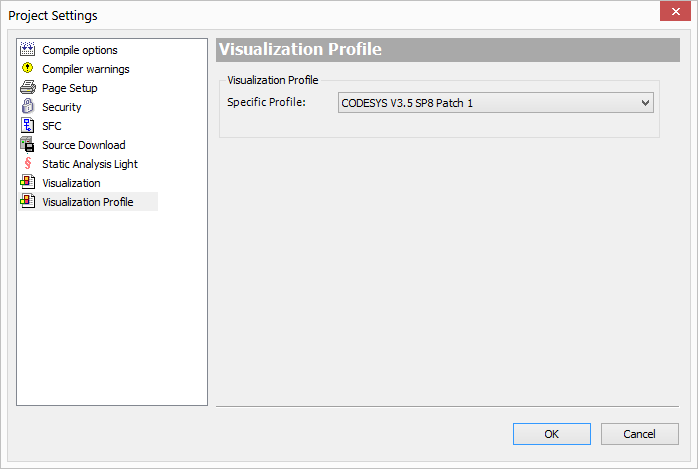 Project Settings
Compile options
Compiler warnings
Page Setup
Security
SFC
Source Download
Static Analysis Light
Visualization
Visualization Profile
Visualization Profile
Visualization Profile
Specific Profile:
CODESYS V3.5 SP8 Patch 1
OK
Cancel